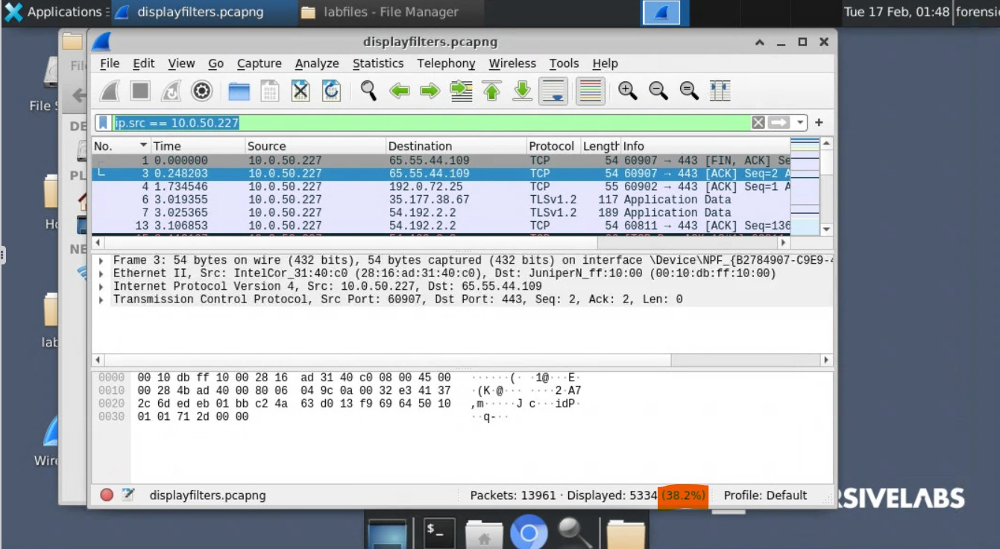 Applications displayfilters.pcapng labfiles - File Manager Tue 17 Feb, 01:48 forensi
displayfilters.pcapng
File Edit View Go Capture Analyze Statistics Telephony Wireless Tools Help
ip.src == 10.0.50.227
No. Time Source Destination Protocol Length Info
1 0.000000 10.0.50.227 65.55.44.109 TCP 54 60907 → 443 [FIN, ACK] Se
3 0.248203 10.0.50.227 65.55.44.109 TCP 54 60907 → 443 [ACK] Seq=2 A
4 1.734546 10.0.50.227 192.0.72.25 TCP 55 60902 → 443 [ACK] Seq=1 A
6 3.019355 10.0.50.227 35.177.38.67 TLSv1.2 117 Application Data
7 3.025365 10.0.50.227 54.192.2.2 TLSv1.2 189 Application Data
13 3.106853 10.0.50.227 54.192.2.2 TCP 54 60811 → 443 [ACK] Seq=136
Frame 3: 54 bytes on wire (432 bits), 54 bytes captured (432 bits) on interface \Device\NPF_{B2784907-C9E9-4
Ethernet II, Src: IntelCor_31:40:c0 (28:16:ad:31:40:c0), Dst: JuniperN_ff:10:00 (00:10:db:ff:10:00)
Internet Protocol Version 4, Src: 10.0.50.227, Dst: 65.55.44.109
Transmission Control Protocol, Src Port: 60907, Dst Port: 443, Seq: 2, Ack: 2, Len: 0
0000 00 10 db ff 10 00 28 16 ad 31 40 c0 08 00 45 00 ······(· ·1@···E·
0010 00 28 4b ad 40 00 80 06 04 9c 0a 00 32 e3 41 37 ·(K·@··· ····2·A7
0020 2c 6d ed eb 01 bb c2 4a 63 d0 13 f9 69 64 50 10 ,m·····J c···idP·
0030 01 01 71 2d 00 00 ··q-··
displayfilters.pcapng Packets: 13961 · Displayed: 5334 (38.2%) Profile: Default
File S
Ho
lab
Wire
Fil
DE
PL
NE
RSIVELABS
$_